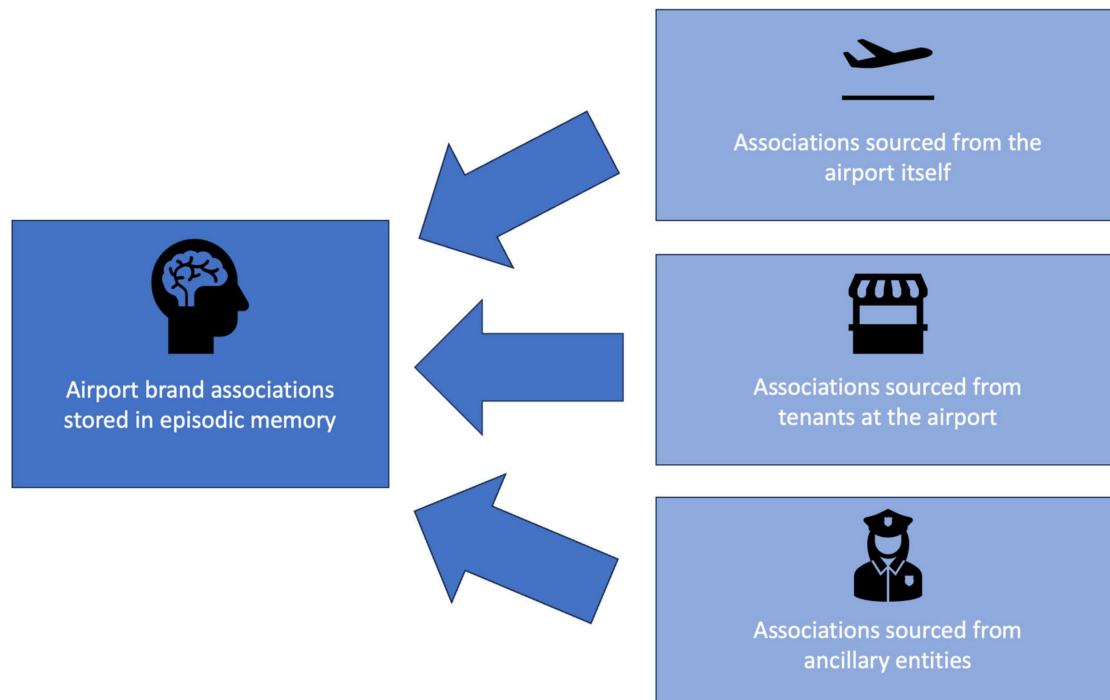 Associations sourced from the
airport itself
Airport brand associations
stored in episodic memory
Associations sourced from
tenants at the airport
Associations sourced from
ancillary entities